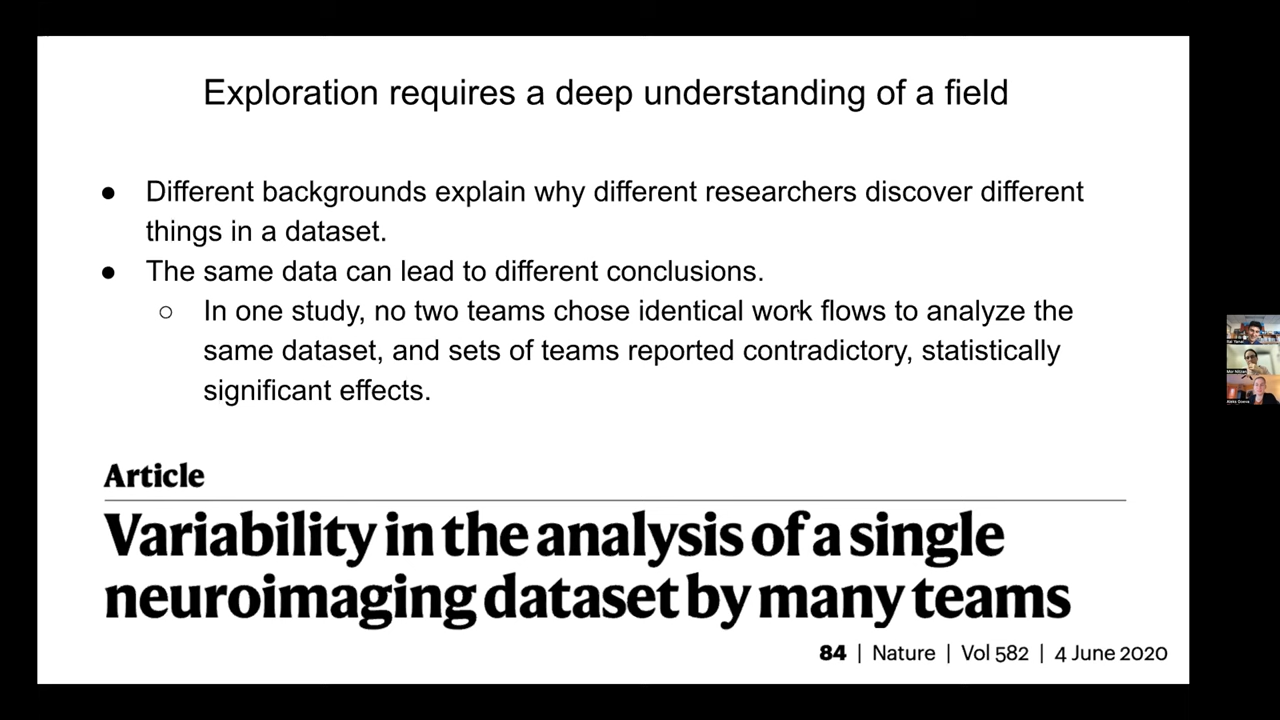 Exploration requires a deep understanding of a field
● Different backgrounds explain why different researchers discover different
things in a dataset.
● The same data can lead to different conclusions.
○ In one study, no two teams chose identical work flows to analyze the
same dataset, and sets of teams reported contradictory, statistically
significant effects.
Article
Variability in the analysis of a single
neuroimaging dataset by many teams
84 | Nature | Vol 582 | 4 June 2020